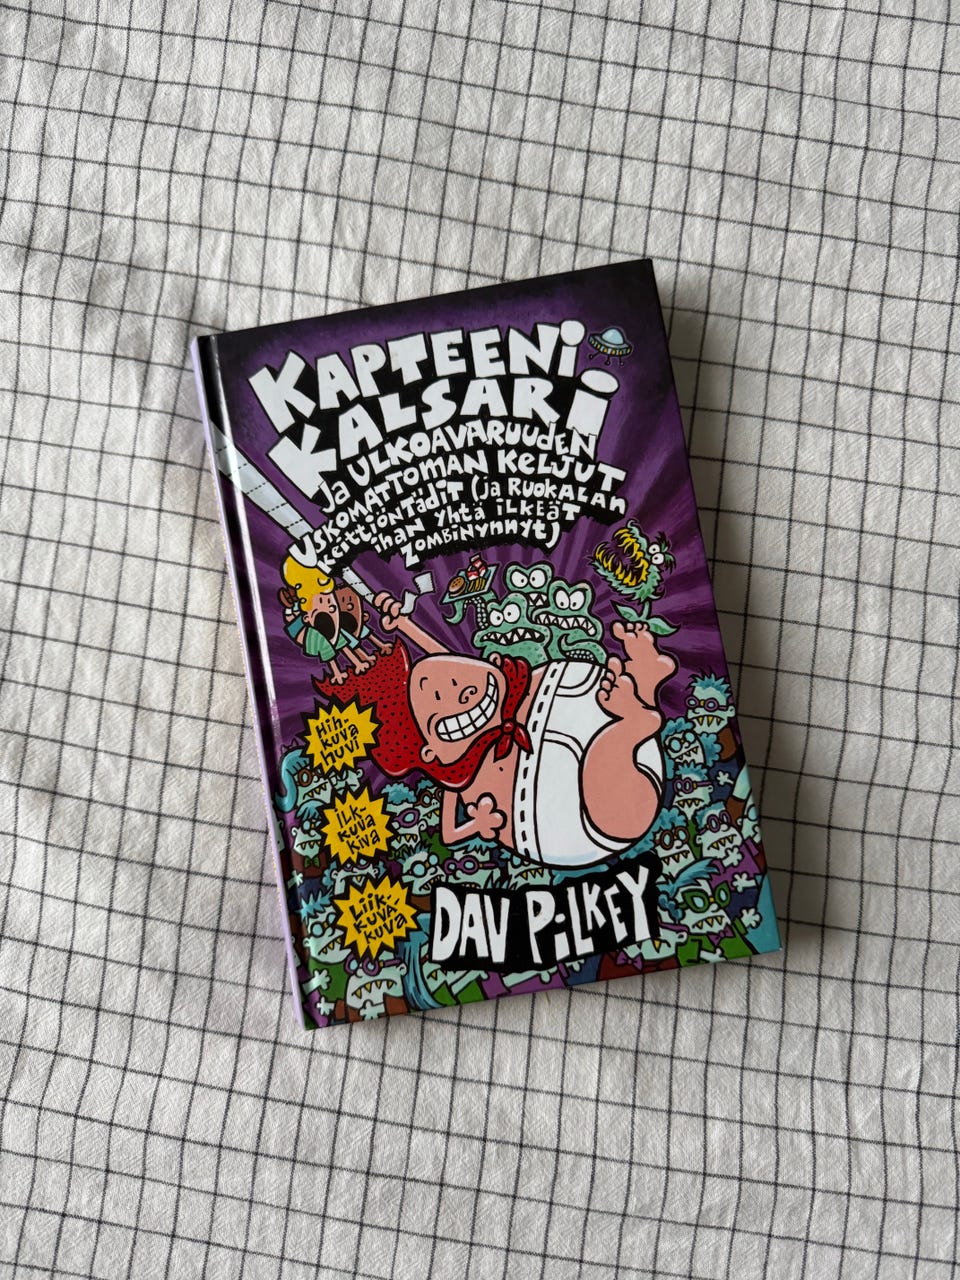 KAPTEENi
KALSARi
ja ULKOAVARUUdEN
USKOMATTOMAN KELJUT
KEittiÖNTädiT (ja RUOKALAN
ihan yhtä iLKEÄT
ZOMBiNynnyt)
Hih-
kuva
huvi
iLK-
KUVA
KiVA
Liik-
KUVA
KUVA
DAV PiLKEY